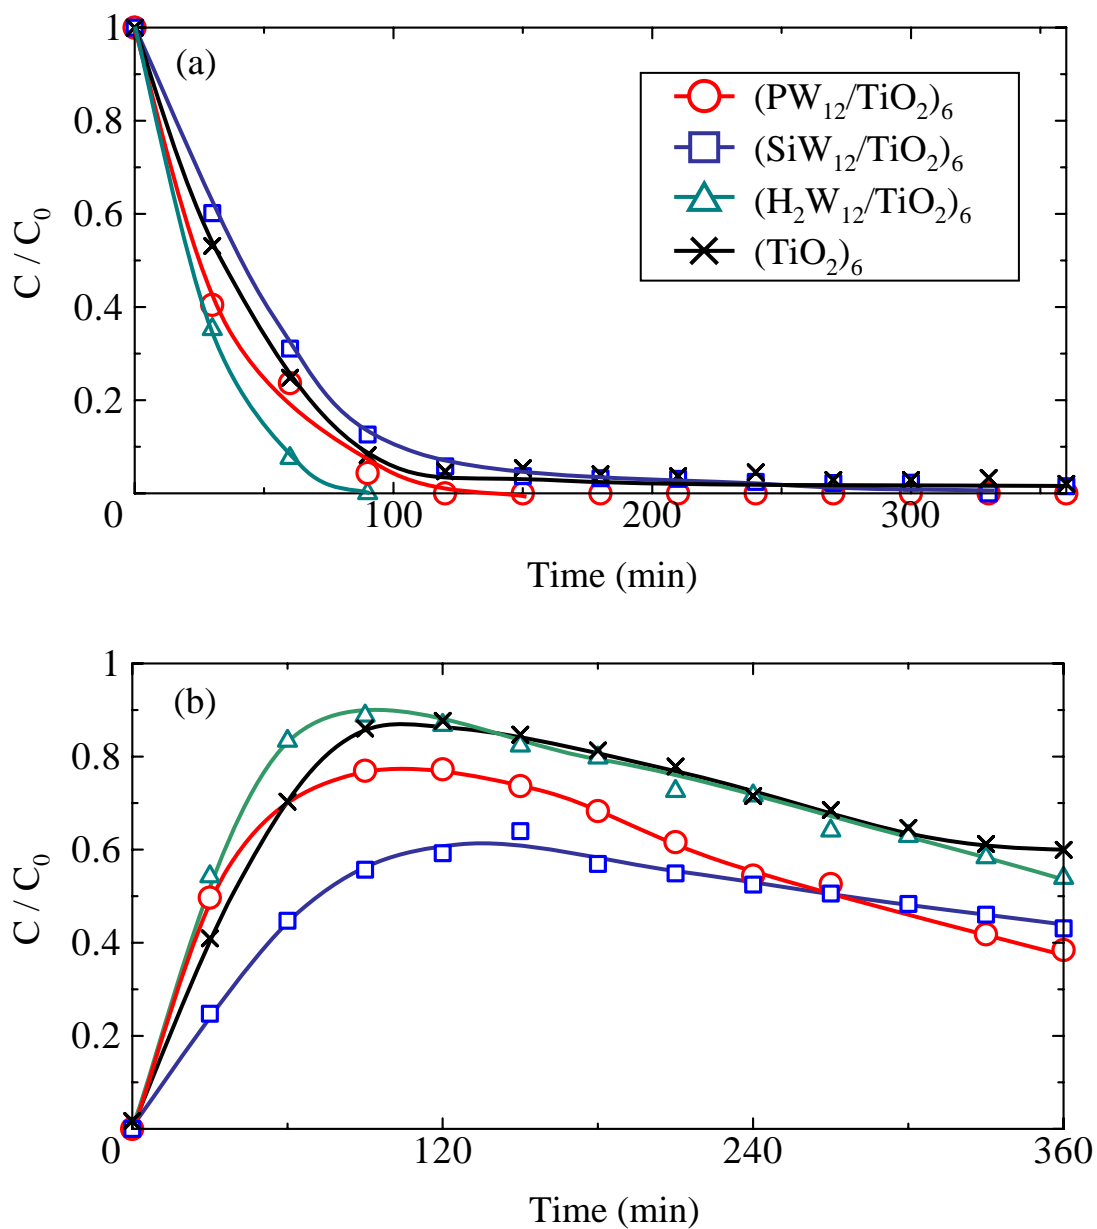 1
(a)
(PW₁₂/TiO₂)₆
0.8
(SiW₁₂/TiO₂)₆
(H₂W₁₂/TiO₂)₆
0.6
(TiO₂)₆
C / C₀
0.4
0.2
0 100 200 300
Time (min)
1
(b)
0.8
0.6
C / C₀
0.4
0.2
0 120 240 360
Time (min)